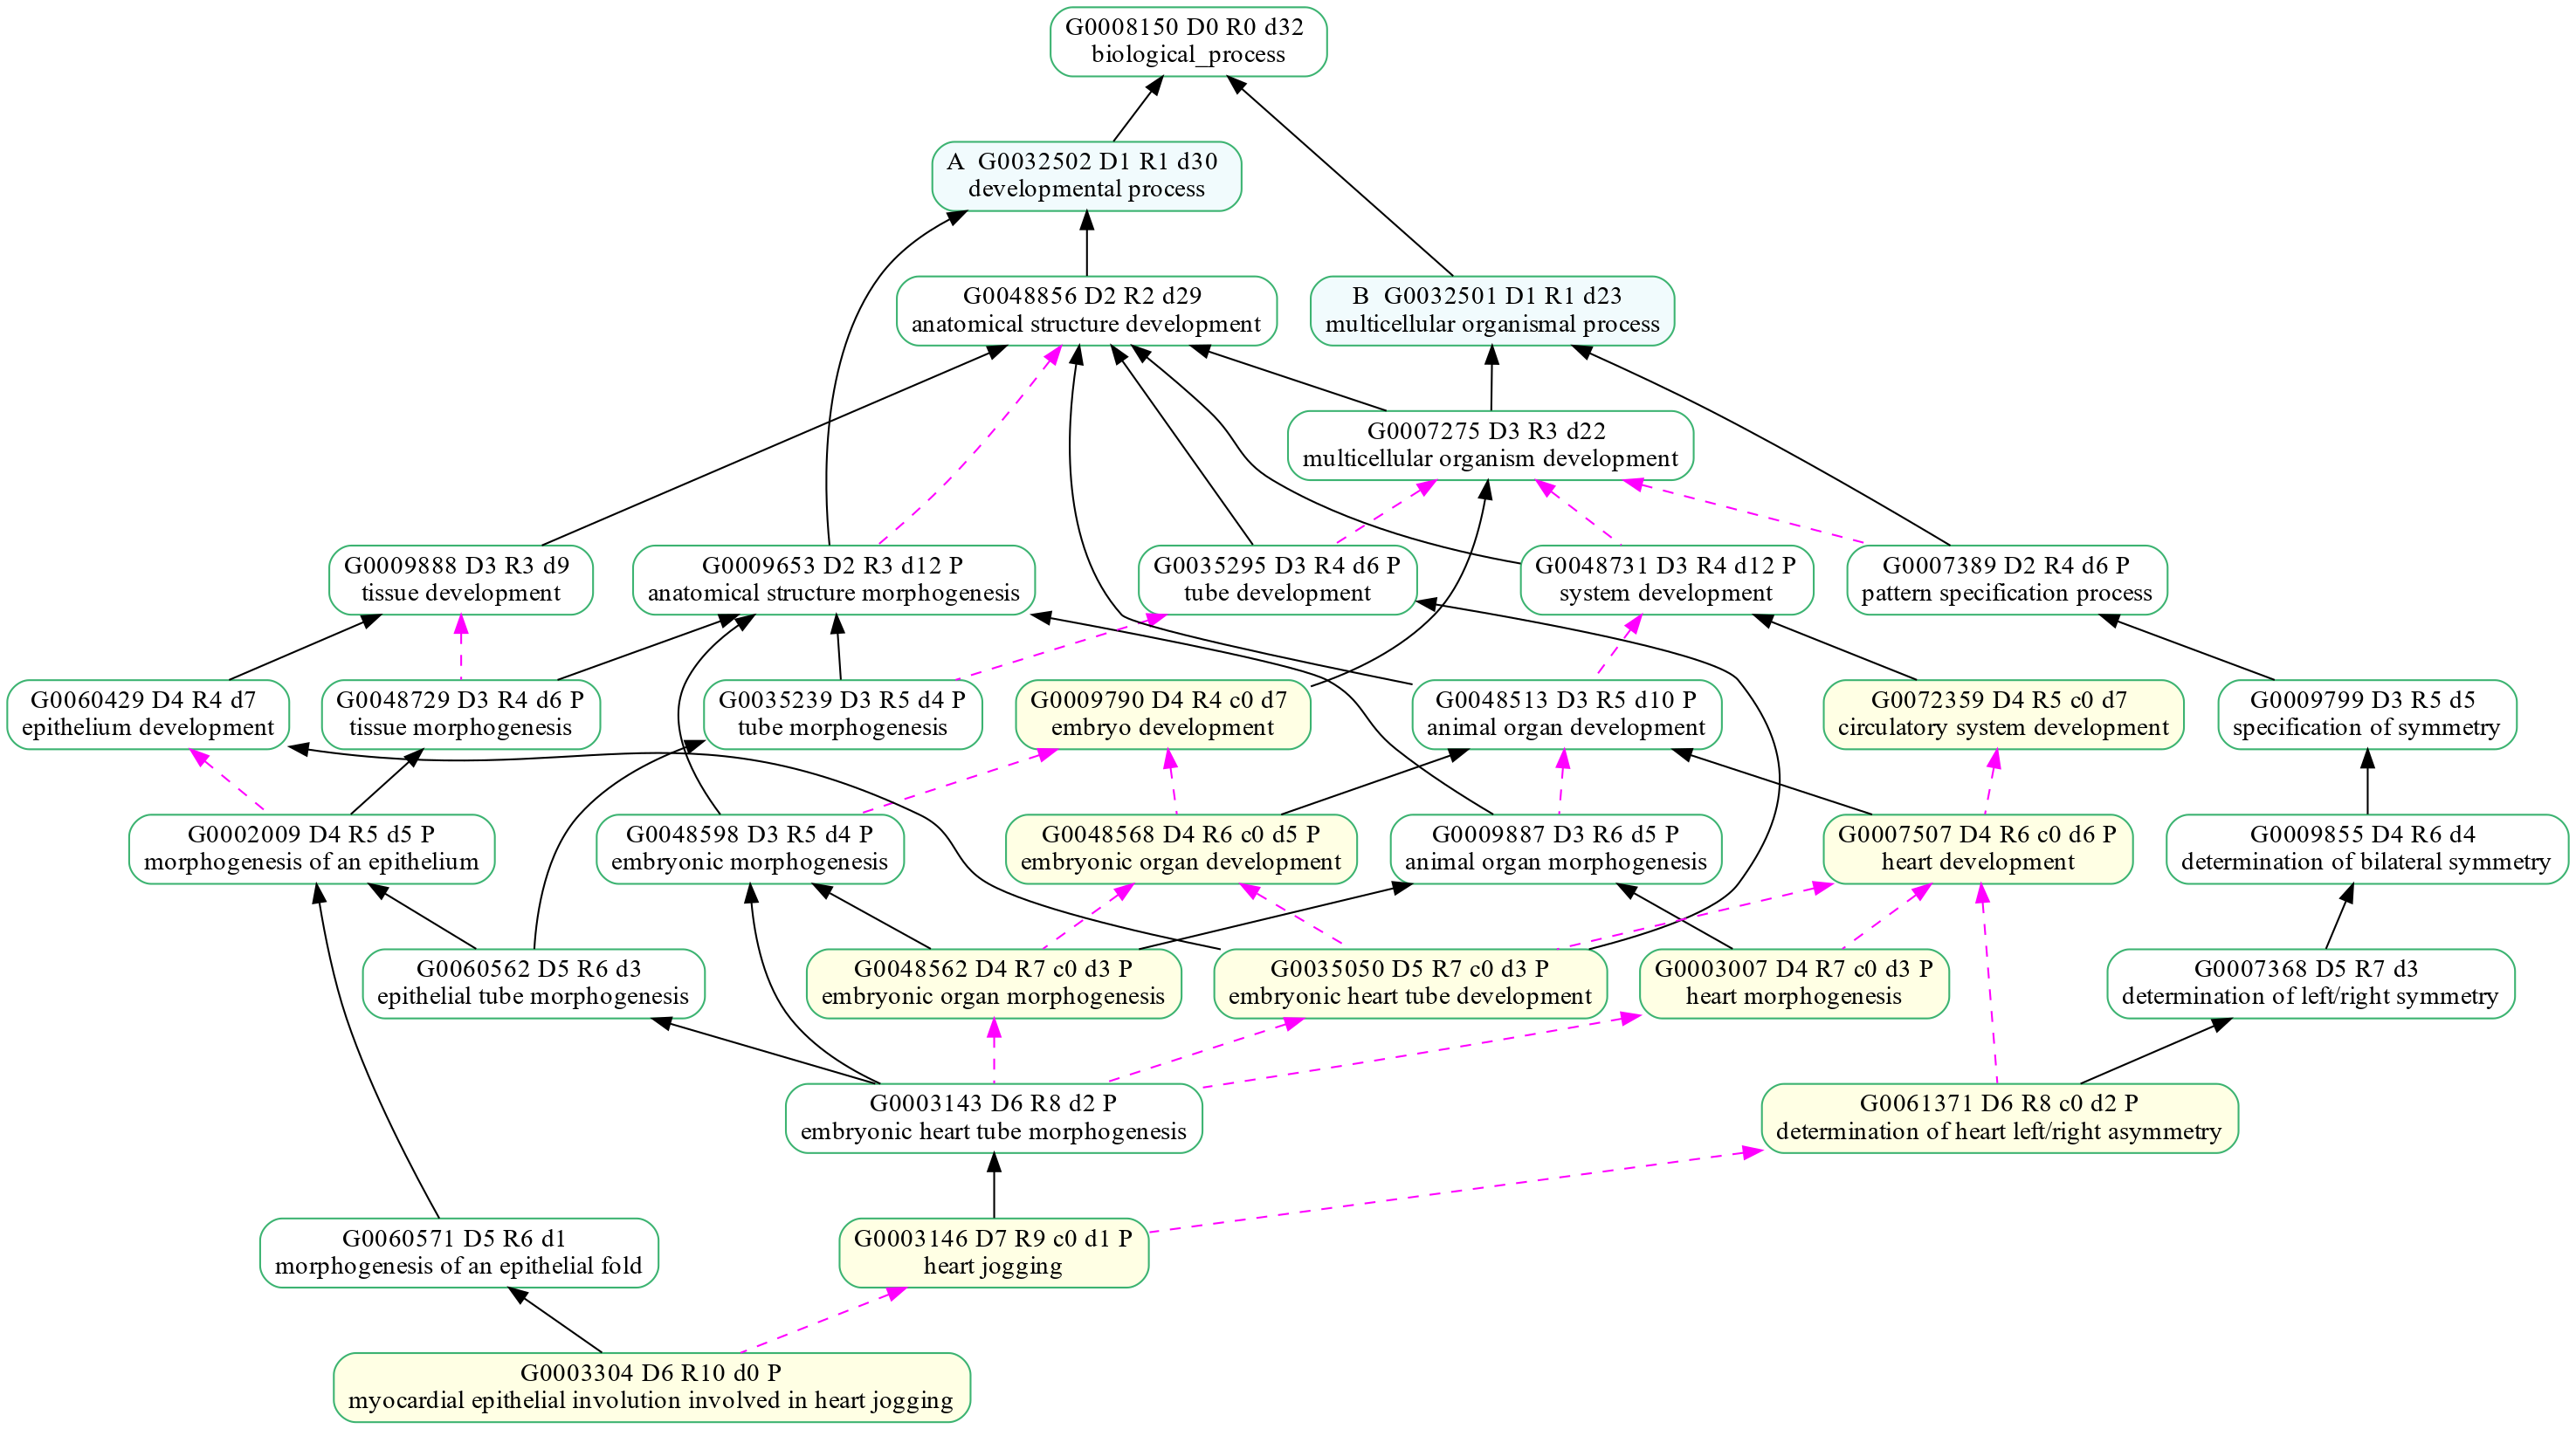 G0008150 D0 R0 d32
biological_process
A  G0032502 D1 R1 d30
developmental process
G0048856 D2 R2 d29
anatomical structure development
B  G0032501 D1 R1 d23
multicellular organismal process
G0007275 D3 R3 d22
multicellular organism development
G0009888 D3 R3 d9
tissue development
G0009653 D2 R3 d12 P
anatomical structure morphogenesis
G0035295 D3 R4 d6 P
tube development
G0048731 D3 R4 d12 P
system development
G0007389 D2 R4 d6 P
pattern specification process
G0060429 D4 R4 d7
epithelium development
G0048729 D3 R4 d6 P
tissue morphogenesis
G0035239 D3 R5 d4 P
tube morphogenesis
G0009790 D4 R4 c0 d7
embryo development
G0048513 D3 R5 d10 P
animal organ development
G0072359 D4 R5 c0 d7
circulatory system development
G0009799 D3 R5 d5
specification of symmetry
G0002009 D4 R5 d5 P
morphogenesis of an epithelium
G0048598 D3 R5 d4 P
embryonic morphogenesis
G0048568 D4 R6 c0 d5 P
embryonic organ development
G0009887 D3 R6 d5 P
animal organ morphogenesis
G0007507 D4 R6 c0 d6 P
heart development
G0009855 D4 R6 d4
determination of bilateral symmetry
G0060562 D5 R6 d3
epithelial tube morphogenesis
G0048562 D4 R7 c0 d3 P
embryonic organ morphogenesis
G0035050 D5 R7 c0 d3 P
embryonic heart tube development
G0003007 D4 R7 c0 d3 P
heart morphogenesis
G0007368 D5 R7 d3
determination of left/right symmetry
G0003143 D6 R8 d2 P
embryonic heart tube morphogenesis
G0061371 D6 R8 c0 d2 P
determination of heart left/right asymmetry
G0060571 D5 R6 d1
morphogenesis of an epithelial fold
G0003146 D7 R9 c0 d1 P
heart jogging
G0003304 D6 R10 d0 P
myocardial epithelial involution involved in heart jogging